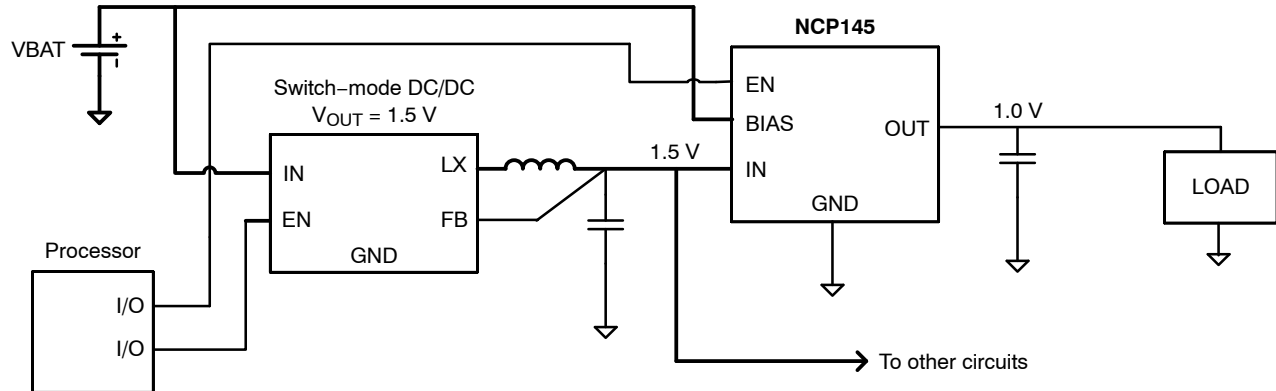 NCP145
VBAT
+
Switch−mode DC/DC
VOUT = 1.5 V
EN
BIAS
IN
GND
OUT
1.0 V
LOAD
1.5 V
IN
EN
LX
FB
GND
Processor
I/O
I/O
To other circuits